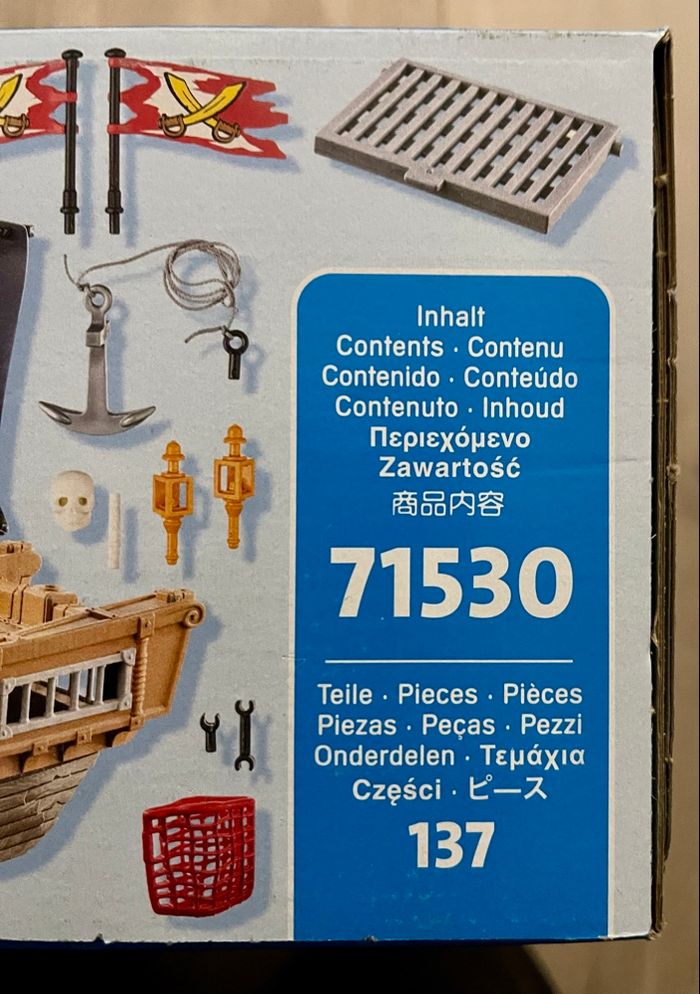 Inhalt
Contents · Contenu
Contenido · Conteúdo
Contenuto · Inhoud
Περιεχόμενο
Zawartość
商品内容
71530
Teile · Pieces · Pièces
Piezas · Peças · Pezzi
Onderdelen · Τεμάχια
Części · ピース
137